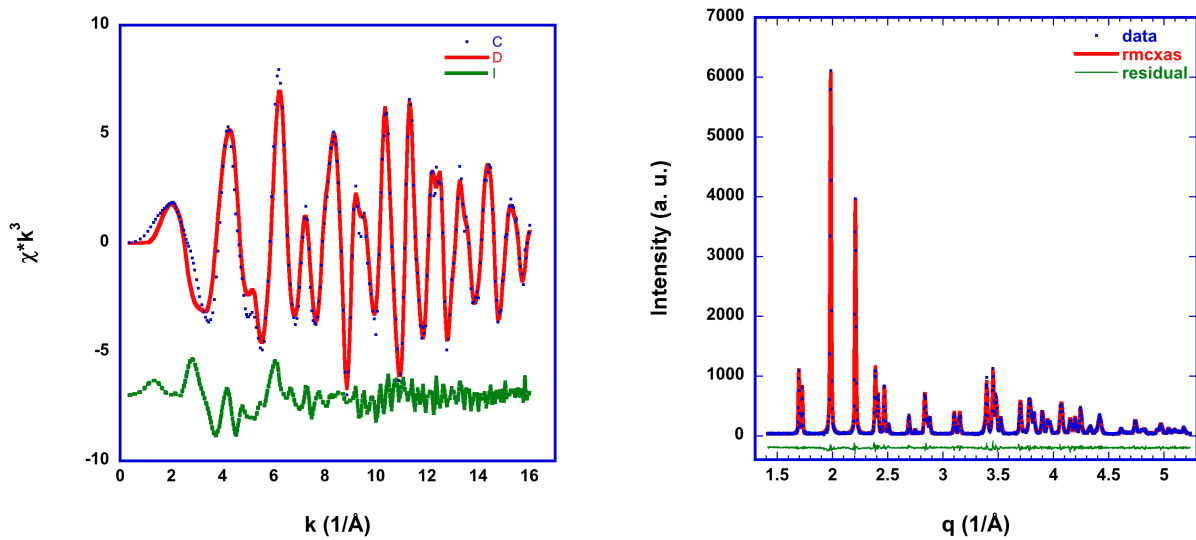 10
5
0
-5
-10
χ*k³
0 2 4 6 8 10 12 14 16
k (1/Å)
C
D
I
7000
6000
5000
4000
3000
2000
1000
0
Intensity (a. u.)
1.5 2 2.5 3 3.5 4 4.5 5
q (1/Å)
data
rmcxas
residual